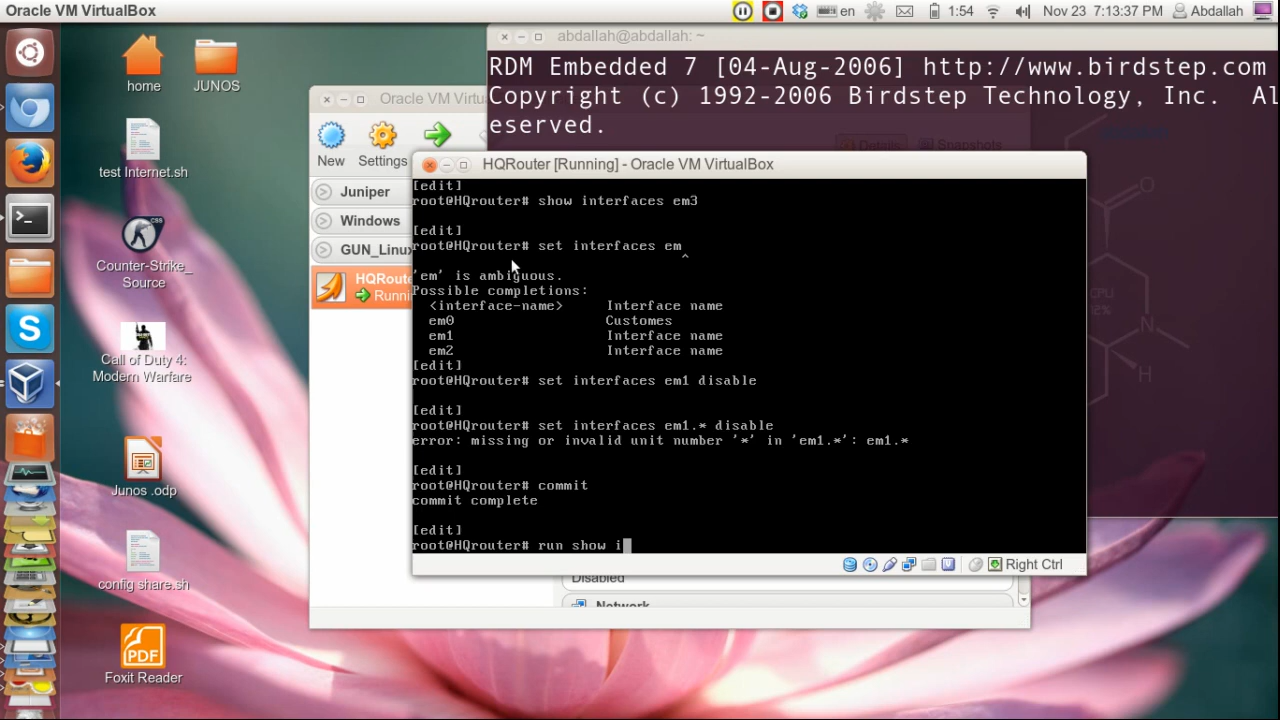 Oracle VM VirtualBox
en
1:54
Nov 23 7:13:37 PM
Abdallah
home
JUNOS
test Internet.sh
Counter-Strike_
Source
Call of Duty 4:
Modern Warfare
Junos .odp
config share.sh
PDF
Foxit Reader
abdallah@abdallah: ~
RDM Embedded 7 [04-Aug-2006] http://www.birdstep.com
Copyright (c) 1992-2006 Birdstep Technology, Inc. Al
eserved.
Oracle VM Virtu
New
Settings
Details
Snapshots
Juniper
Windows
GUN_Linux
HQRoute
Runni
HQRouter [Running] - Oracle VM VirtualBox
[edit]
root@HQrouter# show interfaces em3
[edit]
root@HQrouter# set interfaces em
^
'em' is ambiguous.
Possible completions:
<interface-name> Interface name
em0 Customes
em1 Interface name
em2 Interface name
[edit]
root@HQrouter# set interfaces em1 disable
[edit]
root@HQrouter# set interfaces em1.* disable
error: missing or invalid unit number '*' in 'em1.*': em1.*
[edit]
root@HQrouter# commit
commit complete
[edit]
root@HQrouter# run show i
Right Ctrl
Disabled
Network